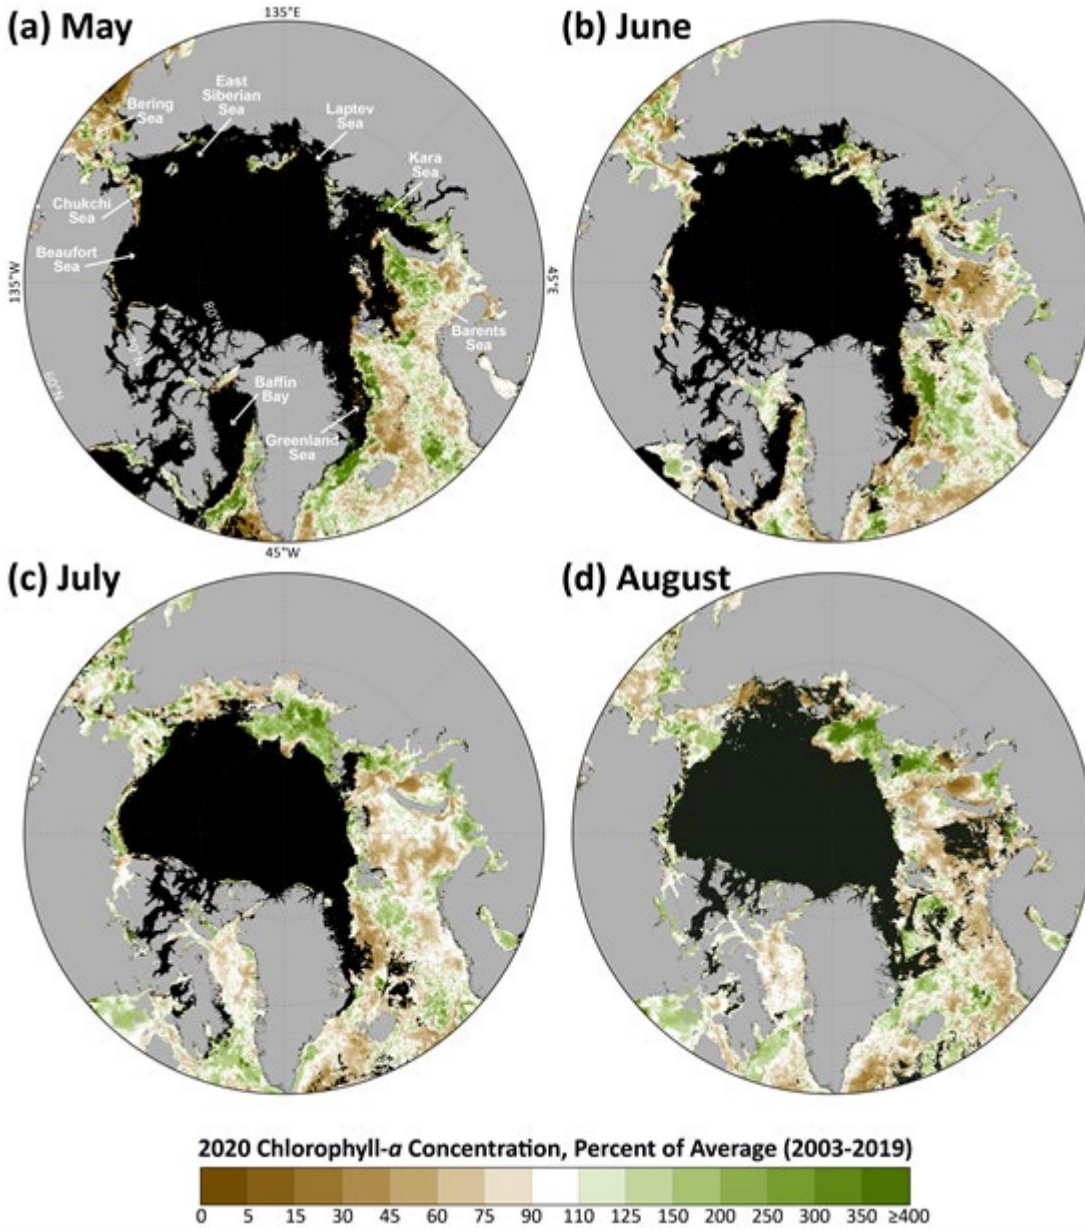 (a) May
135°E
(b) June
East
Siberian
Sea
Bering
Sea
Laptev
Sea
Kara
Sea
Chukchi
Sea
Beaufort
Sea
135°W
45°E
80°N
Barents
Sea
60°N
Baffin
Bay
Greenland
Sea
45°W
(c) July
(d) August
2020 Chlorophyll-a Concentration, Percent of Average (2003-2019)
0 5 15 30 45 60 75 90 110 125 150 200 250 300 350 ≥400